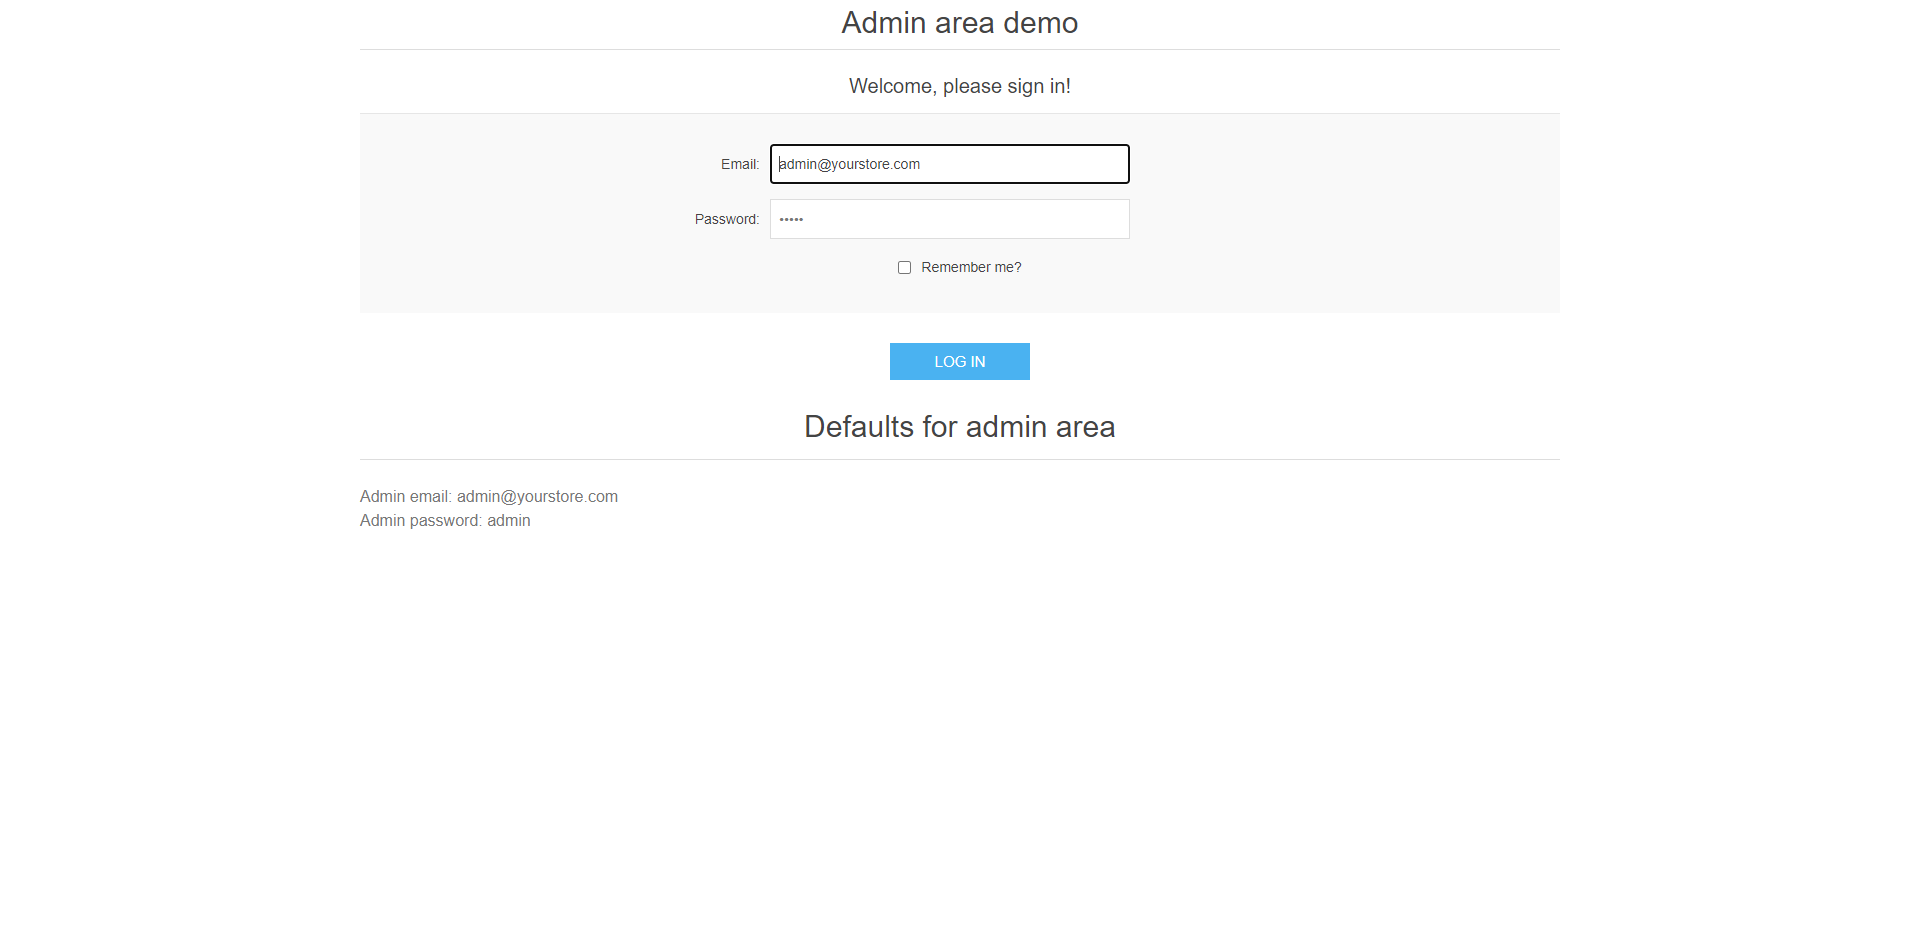 Admin area demo
Welcome, please sign in!
Email: admin@yourstore.com
Password: •••••
Remember me?
LOG IN
Defaults for admin area
Admin email: admin@yourstore.com
Admin password: admin